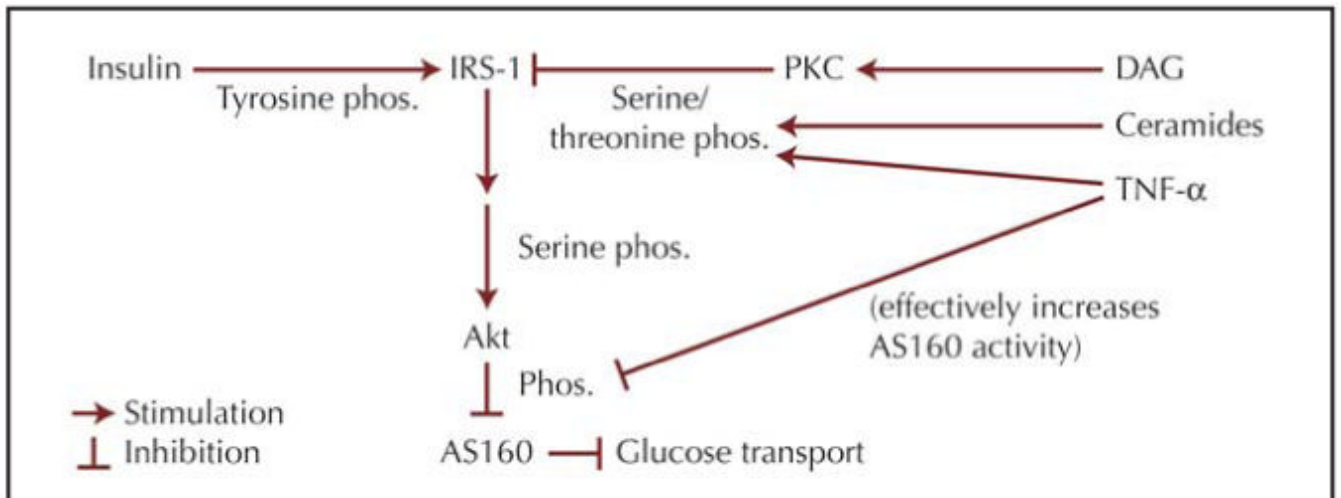 Insulin
IRS-1
PKC
DAG
Tyrosine phos.
Serine/
threonine phos.
Ceramides
TNF-α
Serine phos.
(effectively increases
AS160 activity)
Akt
Phos.
Stimulation
Inhibition
AS160
Glucose transport